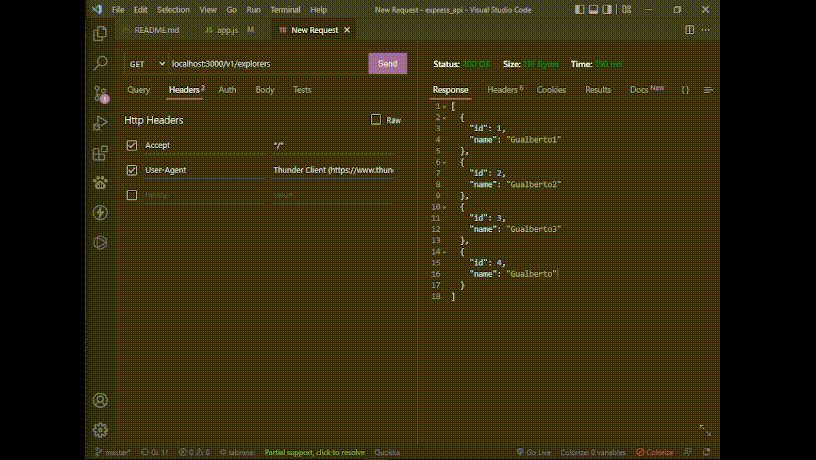 File Edit Selection View Go Run Terminal Help New Request - express_api - Visual Studio Code
README.md JS app.js M TC New Request
GET localhost:3000/v1/explorers Send
Status: 200 OK Size: 116 Bytes Time: 150 ms
Query Headers 2 Auth Body Tests
Response Headers 6 Cookies Results Docs New {}
Http Headers
Raw
Accept "*/*"
User-Agent Thunder Client (https://www.thun
header value
1 [
2 {
3 "id": 1,
4 "name": "Gualberto1"
5 },
6 {
7 "id": 2,
8 "name": "Gualberto2"
9 },
10 {
11 "id": 3,
12 "name": "Gualberto3"
13 },
14 {
15 "id": 4,
16 "name": "Gualberto"
17 }
18 ]
1
master* 0↓ 1↑ 0 0 tabnine: Partial support, click to resolve Quokka Go Live Colorize: 0 variables Colorize